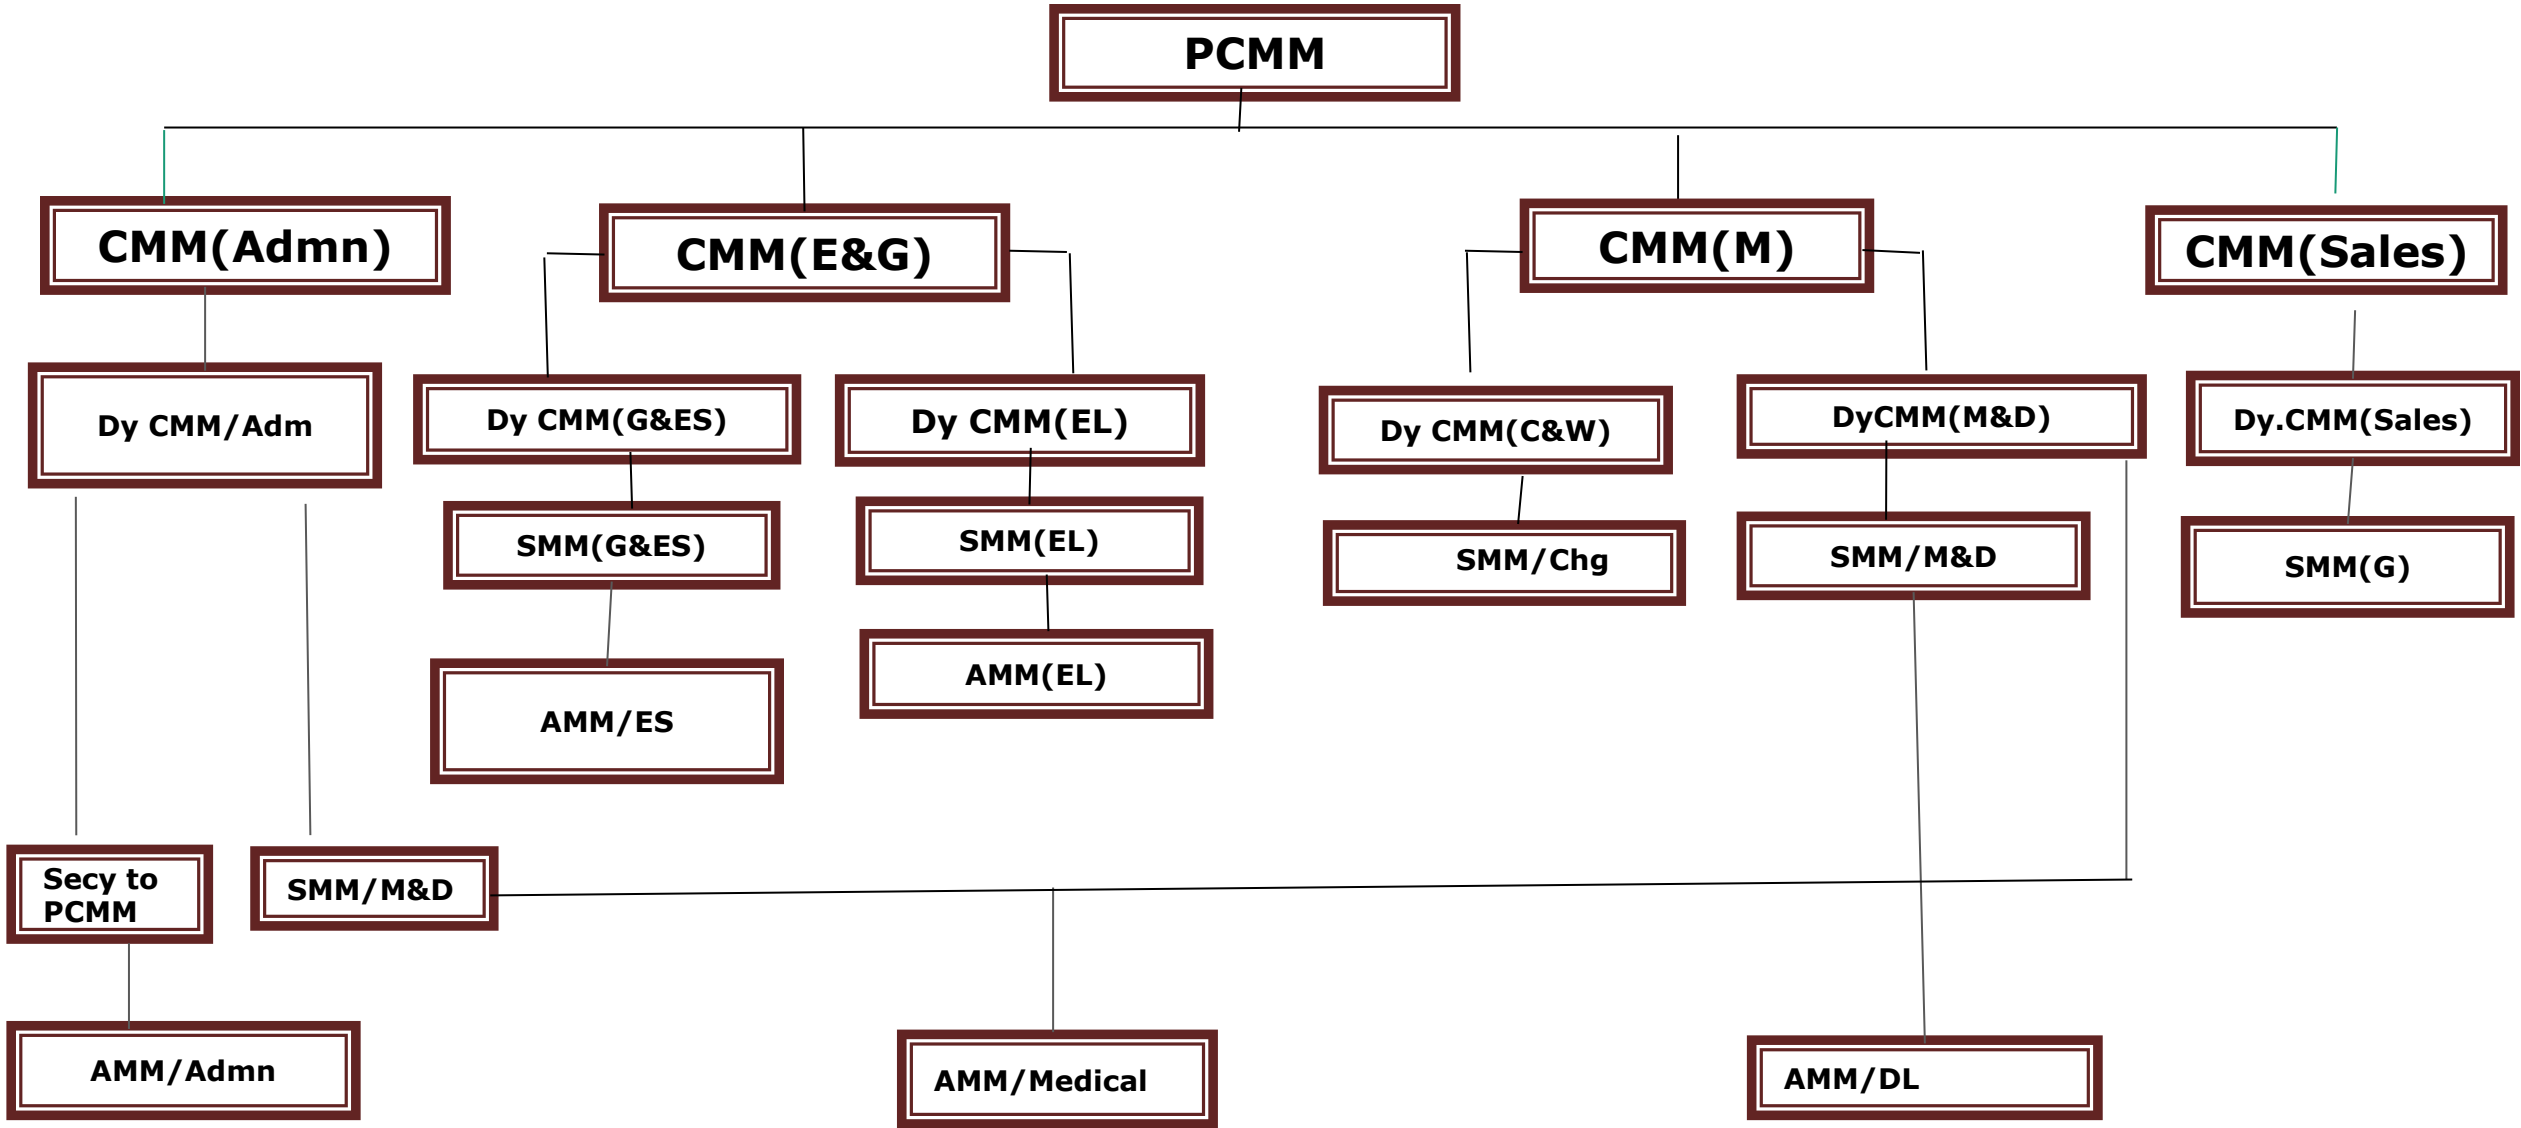 PCMM
CMM(Admn)
CMM(E&G)
CMM(M)
CMM(Sales)
Dy CMM/Adm
Dy CMM(G&ES)
Dy CMM(EL)
Dy CMM(C&W)
DyCMM(M&D)
Dy.CMM(Sales)
SMM(G&ES)
SMM(EL)
SMM/Chg
SMM/M&D
SMM(G)
AMM/ES
AMM(EL)
Secy to
PCMM
SMM/M&D
AMM/Admn
AMM/Medical
AMM/DL